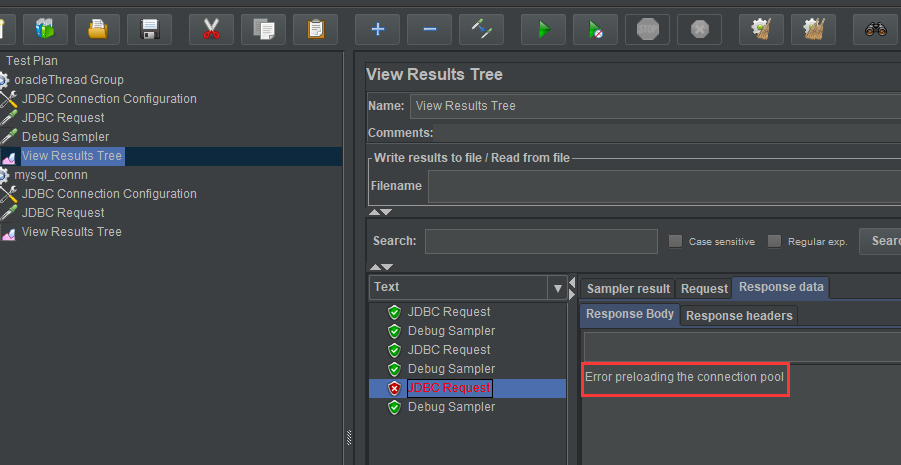 STOP
Test Plan
oracleThread Group
JDBC Connection Configuration
JDBC Request
Debug Sampler
View Results Tree
mysql_connn
JDBC Connection Configuration
JDBC Request
View Results Tree
View Results Tree
Name: View Results Tree
Comments:
Write results to file / Read from file
Filename
Search: Case sensitive Regular exp. Sear
Text
JDBC Request
Debug Sampler
JDBC Request
Debug Sampler
JDBC Request
Debug Sampler
Sampler result Request Response data
Response Body Response headers
Error preloading the connection pool